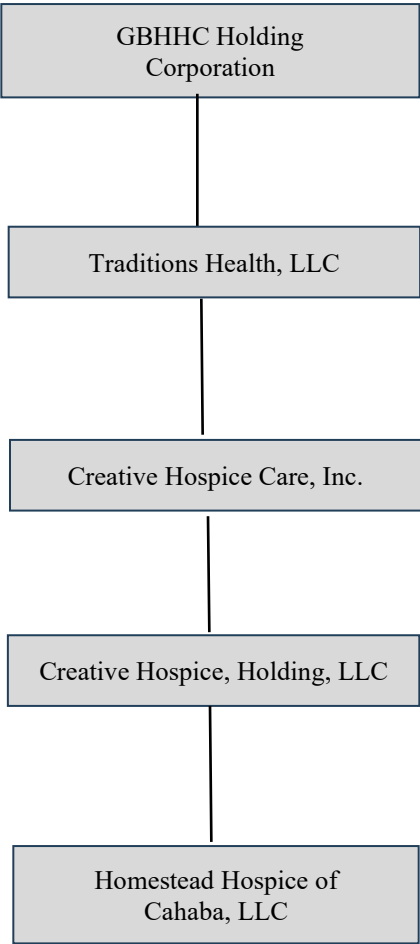 GBHHC Holding
Corporation
Traditions Health, LLC
Creative Hospice Care, Inc.
Creative Hospice, Holding, LLC
Homestead Hospice of
Cahaba, LLC